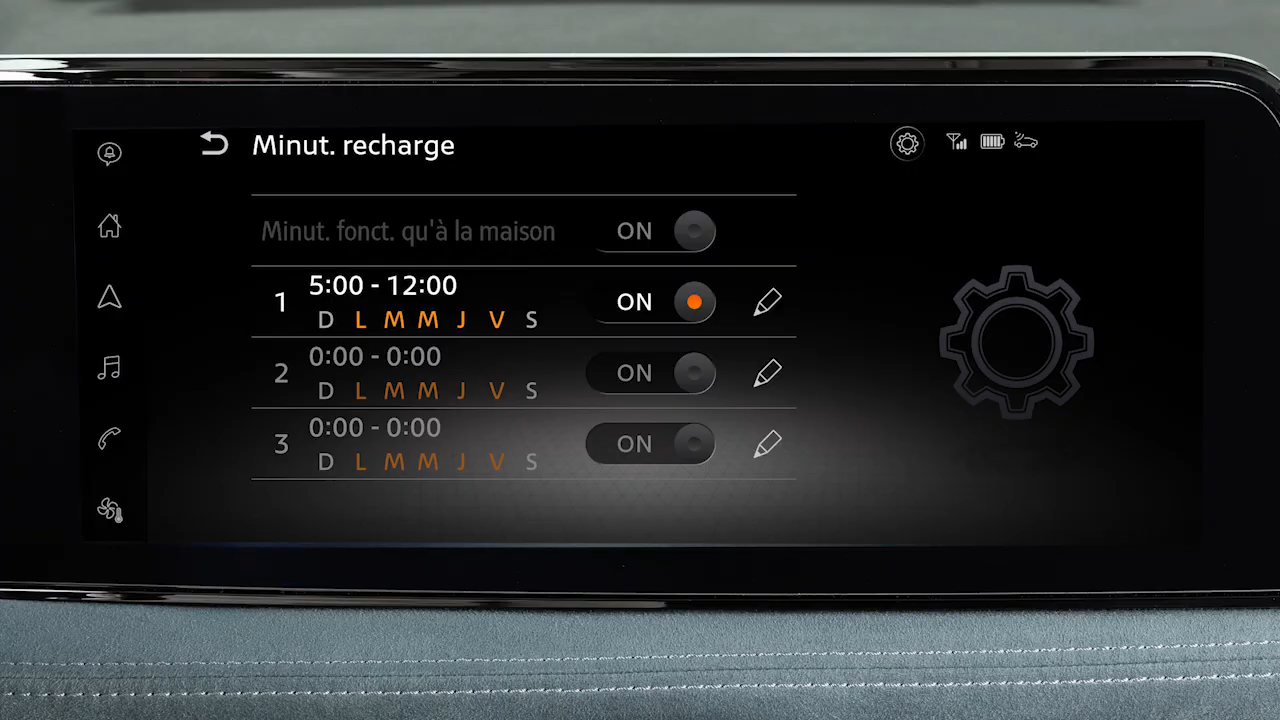 Minut. recharge
Minut. fonct. qu'à la maison ON
1 5:00 - 12:00 ON
D L M M J V S
2 0:00 - 0:00 ON
D L M M J V S
3 0:00 - 0:00 ON
D L M M J V S